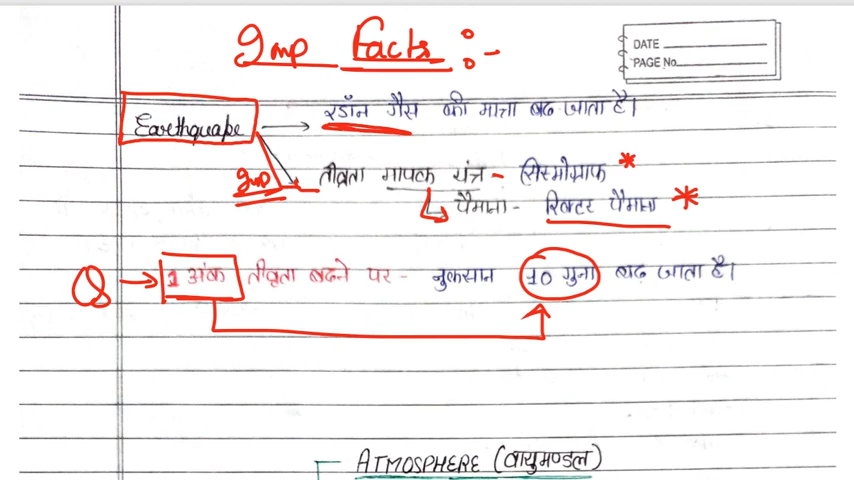 Imp Facts :-
DATE
PAGE No.
Earthquake → रडॉन गैस की मात्रा बढ जाता है।
Imp तीव्रता मापक यंत्र - सिस्मोग्राफ *
पैमाना - रिक्टर पैमाना *
Q → 1 अंक तीव्रता बढने पर - नुकसान 10 गुना बढ़ जाता है।
ATMOSPHERE (वायुमण्डल)